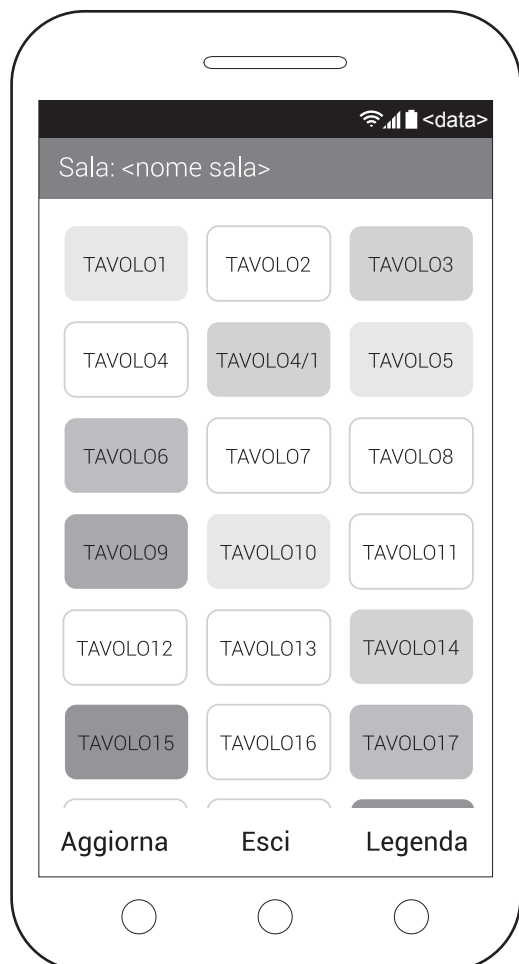 <data>
Sala: <nome sala>
TAVOLO1 TAVOLO2 TAVOLO3
TAVOLO4 TAVOLO4/1 TAVOLO5
TAVOLO6 TAVOLO7 TAVOLO8
TAVOLO9 TAVOLO10 TAVOLO11
TAVOLO12 TAVOLO13 TAVOLO14
TAVOLO15 TAVOLO16 TAVOLO17
Aggiorna Esci Legenda